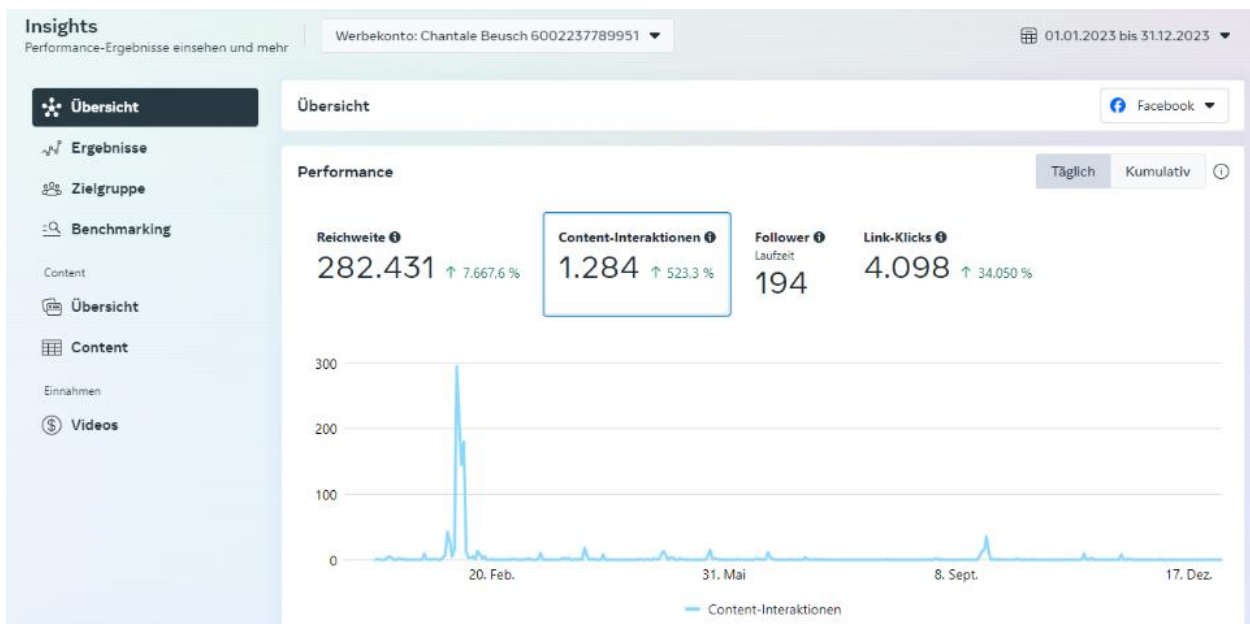 Insights
Performance-Ergebnisse einsehen und mehr
Werbekonto: Chantale Beusch 6002237789951
01.01.2023 bis 31.12.2023
Übersicht
Ergebnisse
Zielgruppe
Benchmarking
Content
Übersicht
Content
Einnahmen
Videos
Übersicht
Facebook
Performance
Täglich
Kumulativ
Reichweite
282.431 ↑ 7.667,6 %
Content-Interaktionen
1.284 ↑ 523,3 %
Follower
Laufzeit
194
Link-Klicks
4.098 ↑ 34.050 %
300
200
100
0
20. Feb.
31. Mai
8. Sept.
17. Dez.
Content-Interaktionen